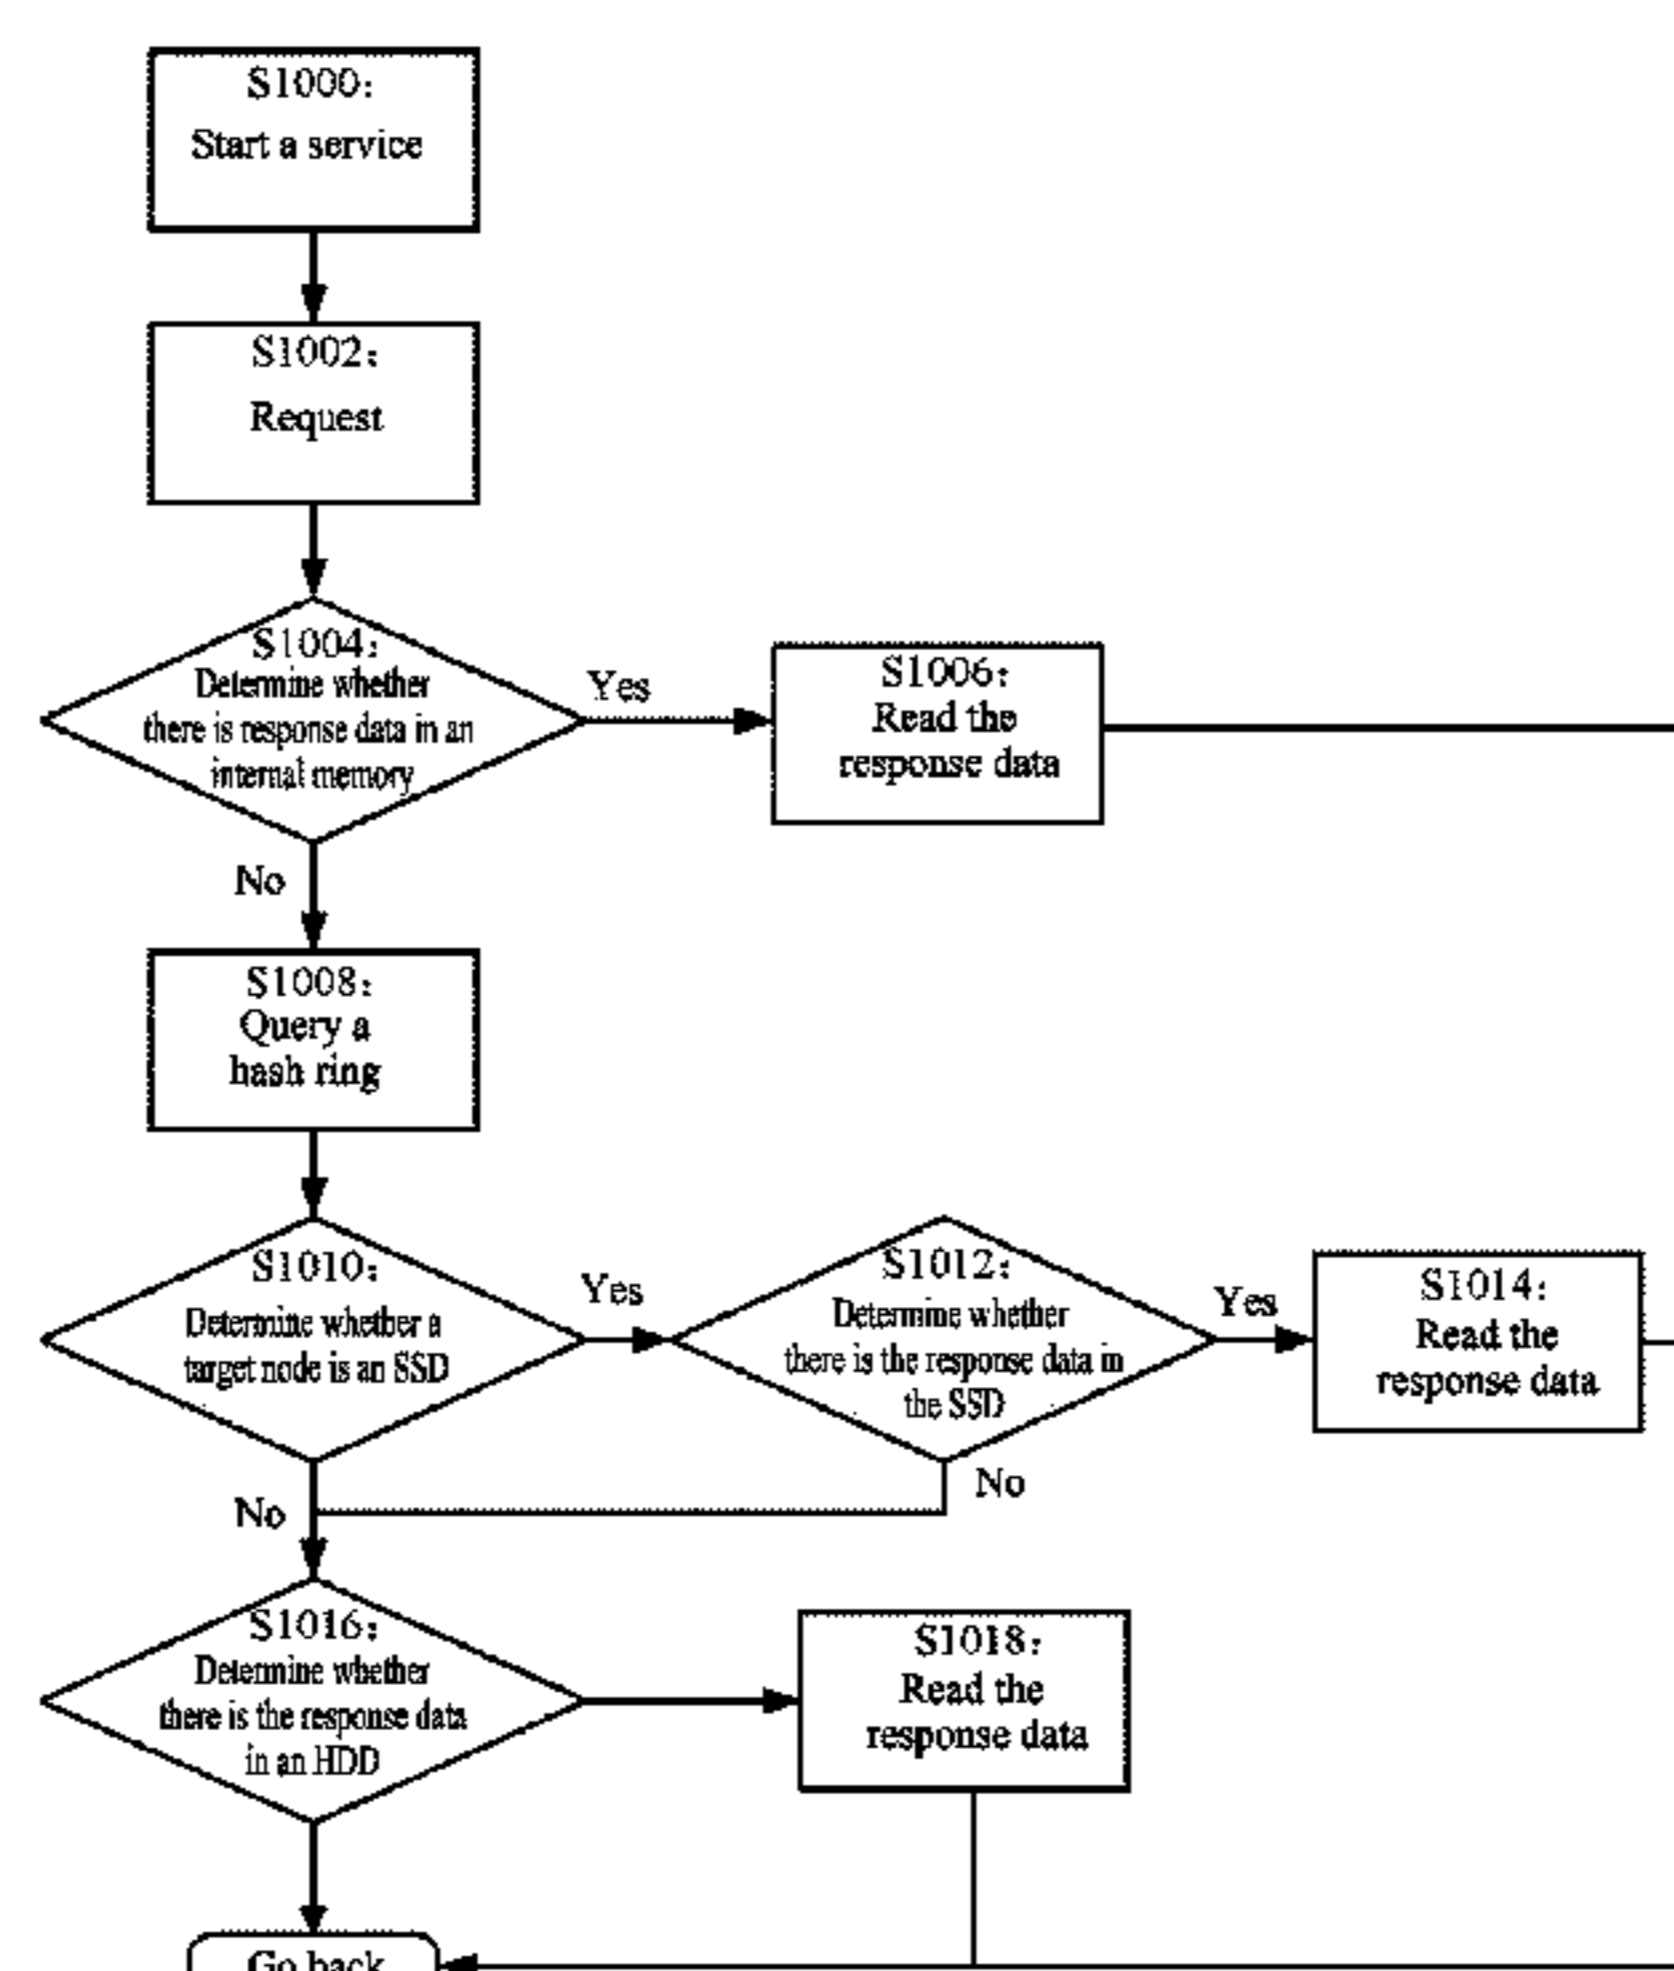 S1000:
Start a service
S1002:
Request
S1004:
Determine whether
there is response data in an
internal memory
Yes
S1006:
Read the
response data
No
S1008:
Query a
hash ring
S1010:
Determine whether a
target node is an SSD
Yes
S1012:
Determine whether
there is the response data in
the SSD
Yes
S1014:
Read the
response data
No
No
S1016:
Determine whether
there is the response data
in an HDD
S1018:
Read the
response data
Go back